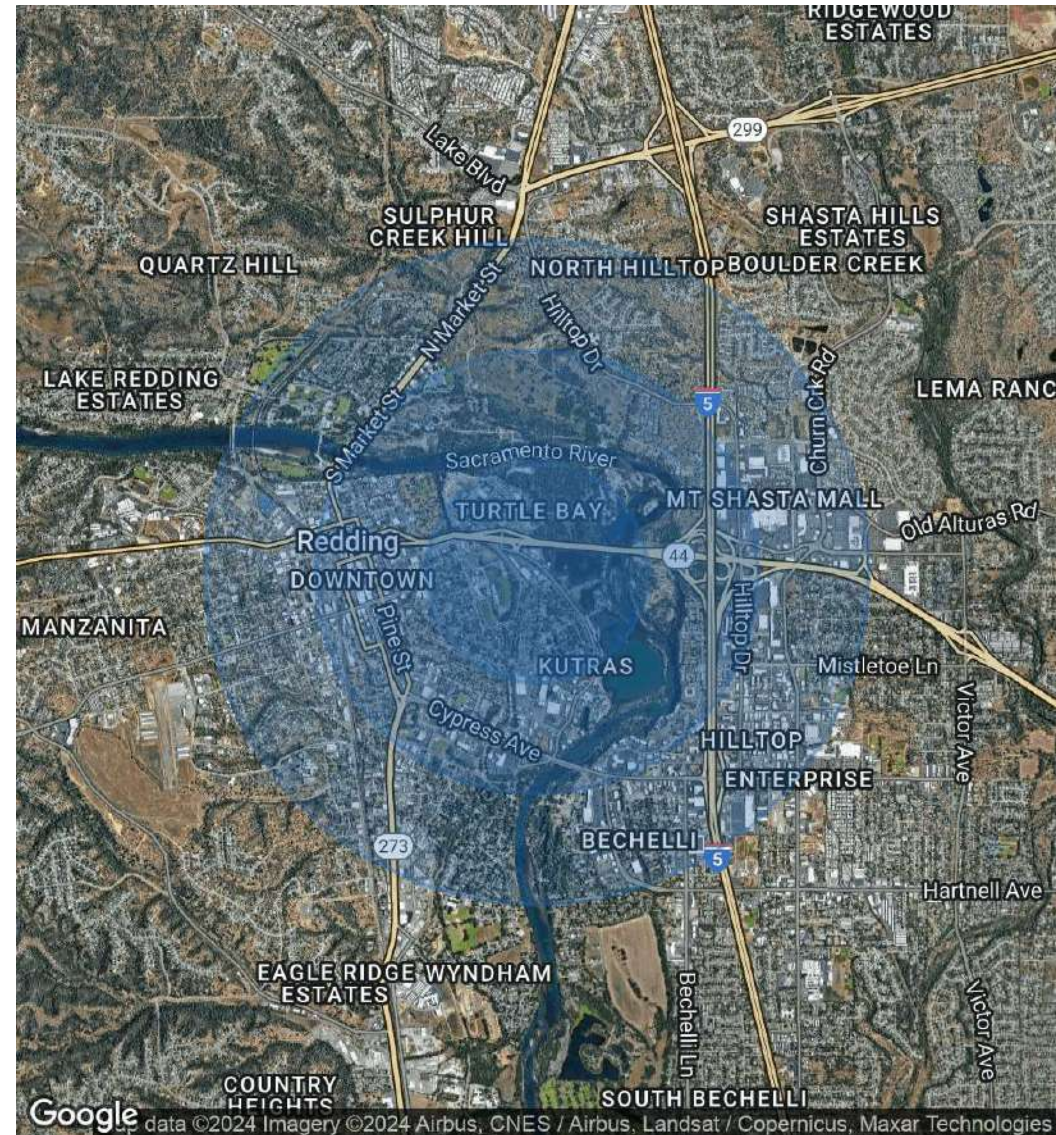 RIDGEWOOD
ESTATES
299
Lake Blvd
SULPHUR
CREEK HILL
SHASTA HILLS
ESTATES
QUARTZ HILL
NORTH HILLTOP
BOULDER CREEK
N Market St
Hilltop Dr
LAKE REDDING
ESTATES
5
Churn Crk Rd
LEMA RANC
S Market St
Sacramento River
TURTLE BAY
MT SHASTA MALL
Old Alturas Rd
Redding
44
DOWNTOWN
MANZANITA
Pine St
Hilltop Dr
KUTRAS
Mistletoe Ln
Victor Ave
Cypress Ave
HILLTOP
ENTERPRISE
BECHELLI
273
5
Hartnell Ave
EAGLE RIDGE
ESTATES
WYNDHAM
Bechelli Ln
Victor Ave
COUNTRY
HEIGHTS
SOUTH BECHELLI
Google
data ©2024 Imagery ©2024 Airbus, CNES / Airbus, Landsat / Copernicus, Maxar Technologies